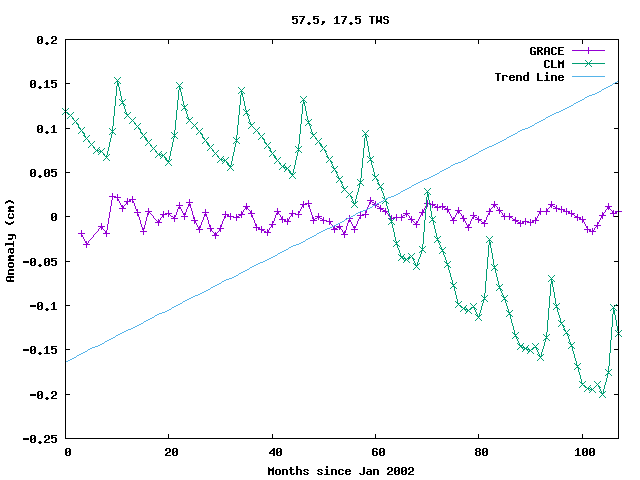 57.5, 17.5 TWS
GRACE
CLM
Trend Line
0.2
0.15
0.1
0.05
0
-0.05
-0.1
-0.15
-0.2
-0.25
Anomaly (cm)
0 20 40 60 80 100
Months since Jan 2002